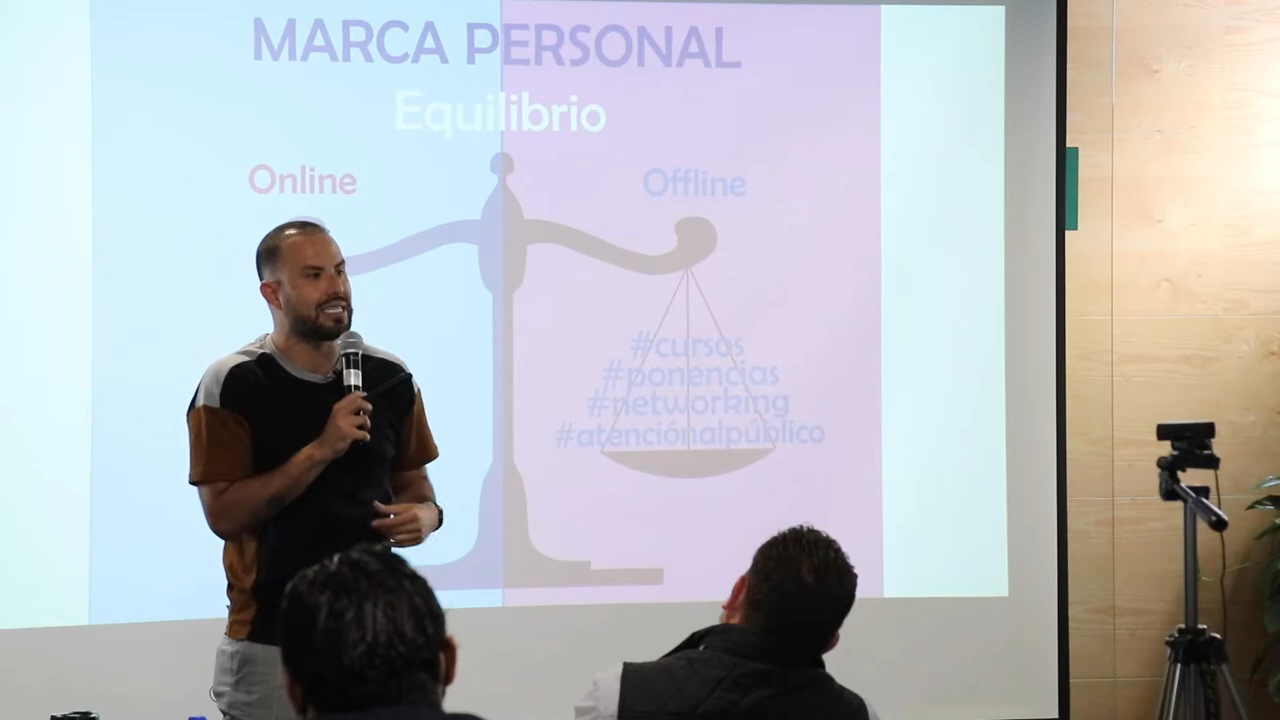 MARCA PERSONAL
Equilibrio
Online
Offline
#cursos
#ponencias
#networking
#atenciónalpúblico